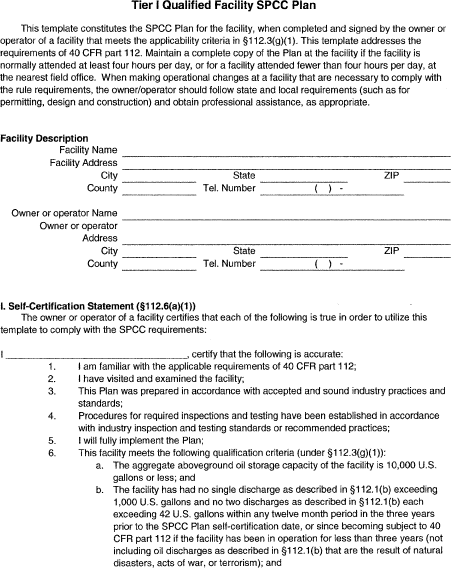 Tier I Qualified Facility SPCC Plan
This template constitutes the SPCC Plan for the facility, when completed and signed by the owner or
operator of a facility that meets the applicability criteria in §112.3(g)(1). This template addresses the
requirements of 40 CFR part 112. Maintain a complete copy of the Plan at the facility if the facility is
normally attended at least four hours per day, or for a facility attended fewer than four hours per day, at
the nearest field office. When making operational changes at a facility that are necessary to comply with
the rule requirements, the owner/operator should follow state and local requirements (such as for
permitting, design and construction) and obtain professional assistance, as appropriate.
Facility Description
Facility Name
Facility Address
City State ZIP
County Tel. Number ( ) -
Owner or operator Name
Owner or operator
Address
City State ZIP
County Tel. Number ( ) -
I. Self-Certification Statement (§112.6(a)(1))
The owner or operator of a facility certifies that each of the following is true in order to utilize this
template to comply with the SPCC requirements:
I ____________________, certify that the following is accurate:
1. I am familiar with the applicable requirements of 40 CFR part 112;
2. I have visited and examined the facility;
3. This Plan was prepared in accordance with accepted and sound industry practices and
standards;
4. Procedures for required inspections and testing have been established in accordance
with industry inspection and testing standards or recommended practices;
5. I will fully implement the Plan;
6. This facility meets the following qualification criteria (under §112.3(g)(1)):
a. The aggregate aboveground oil storage capacity of the facility is 10,000 U.S.
gallons or less; and
b. The facility has had no single discharge as described in §112.1(b) exceeding
1,000 U.S. gallons and no two discharges as described in §112.1(b) each
exceeding 42 U.S. gallons within any twelve month period in the three years
prior to the SPCC Plan self-certification date, or since becoming subject to 40
CFR part 112 if the facility has been in operation for less than three years (not
including oil discharges as described in §112.1(b) that are the result of natural
disasters, acts of war, or terrorism); and